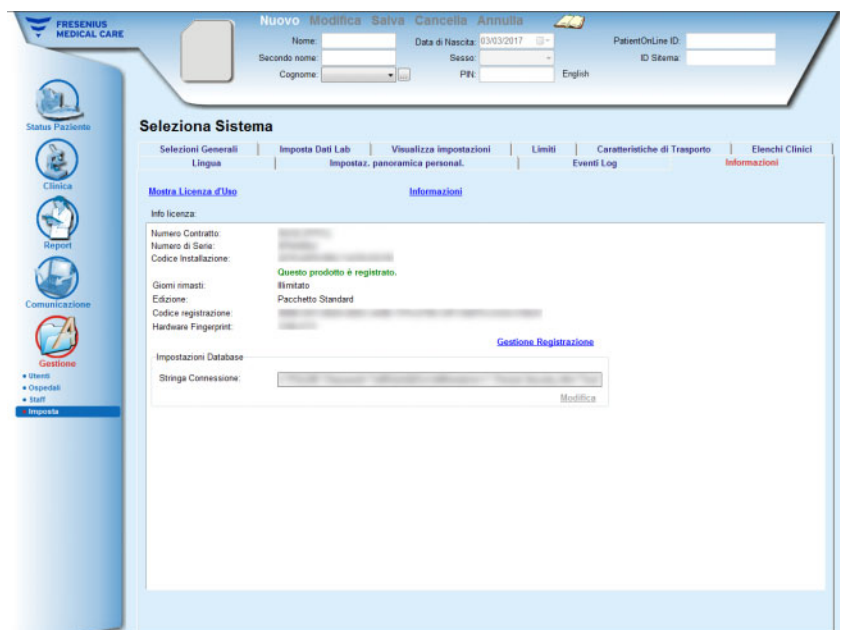 FRESENIUS
MEDICAL CARE
Nuovo Modifica Salva Cancella Annulla
Nome:
Data di Nascita: 03/03/2017
PatientOnLine ID:
Secondo nome:
Sesso:
ID Sitema:
Cognome:
PIN:
English
Status Paziente
Clinica
Report
Comunicazione
Gestione
Utenti
Ospedali
Staff
Imposta
Seleziona Sistema
Selezioni Generali | Imposta Dati Lab | Visualizza impostazioni | Limiti | Caratteristiche di Trasporto | Elenchi Clinici
Lingua | Impostaz. panoramica personal. | Eventi Log Informazioni
Mostra Licenza d'Uso
Informazioni
Info licenza:
Numero Contratto:
Numero di Serie:
Codice Installazione:
Questo prodotto è registrato.
Giorni rimasti: Illimitato
Edizione: Pacchetto Standard
Codice registrazione:
Hardware Fingerprint:
Gestione Registrazione
Impostazioni Database
Stringa Connessione:
Modifica